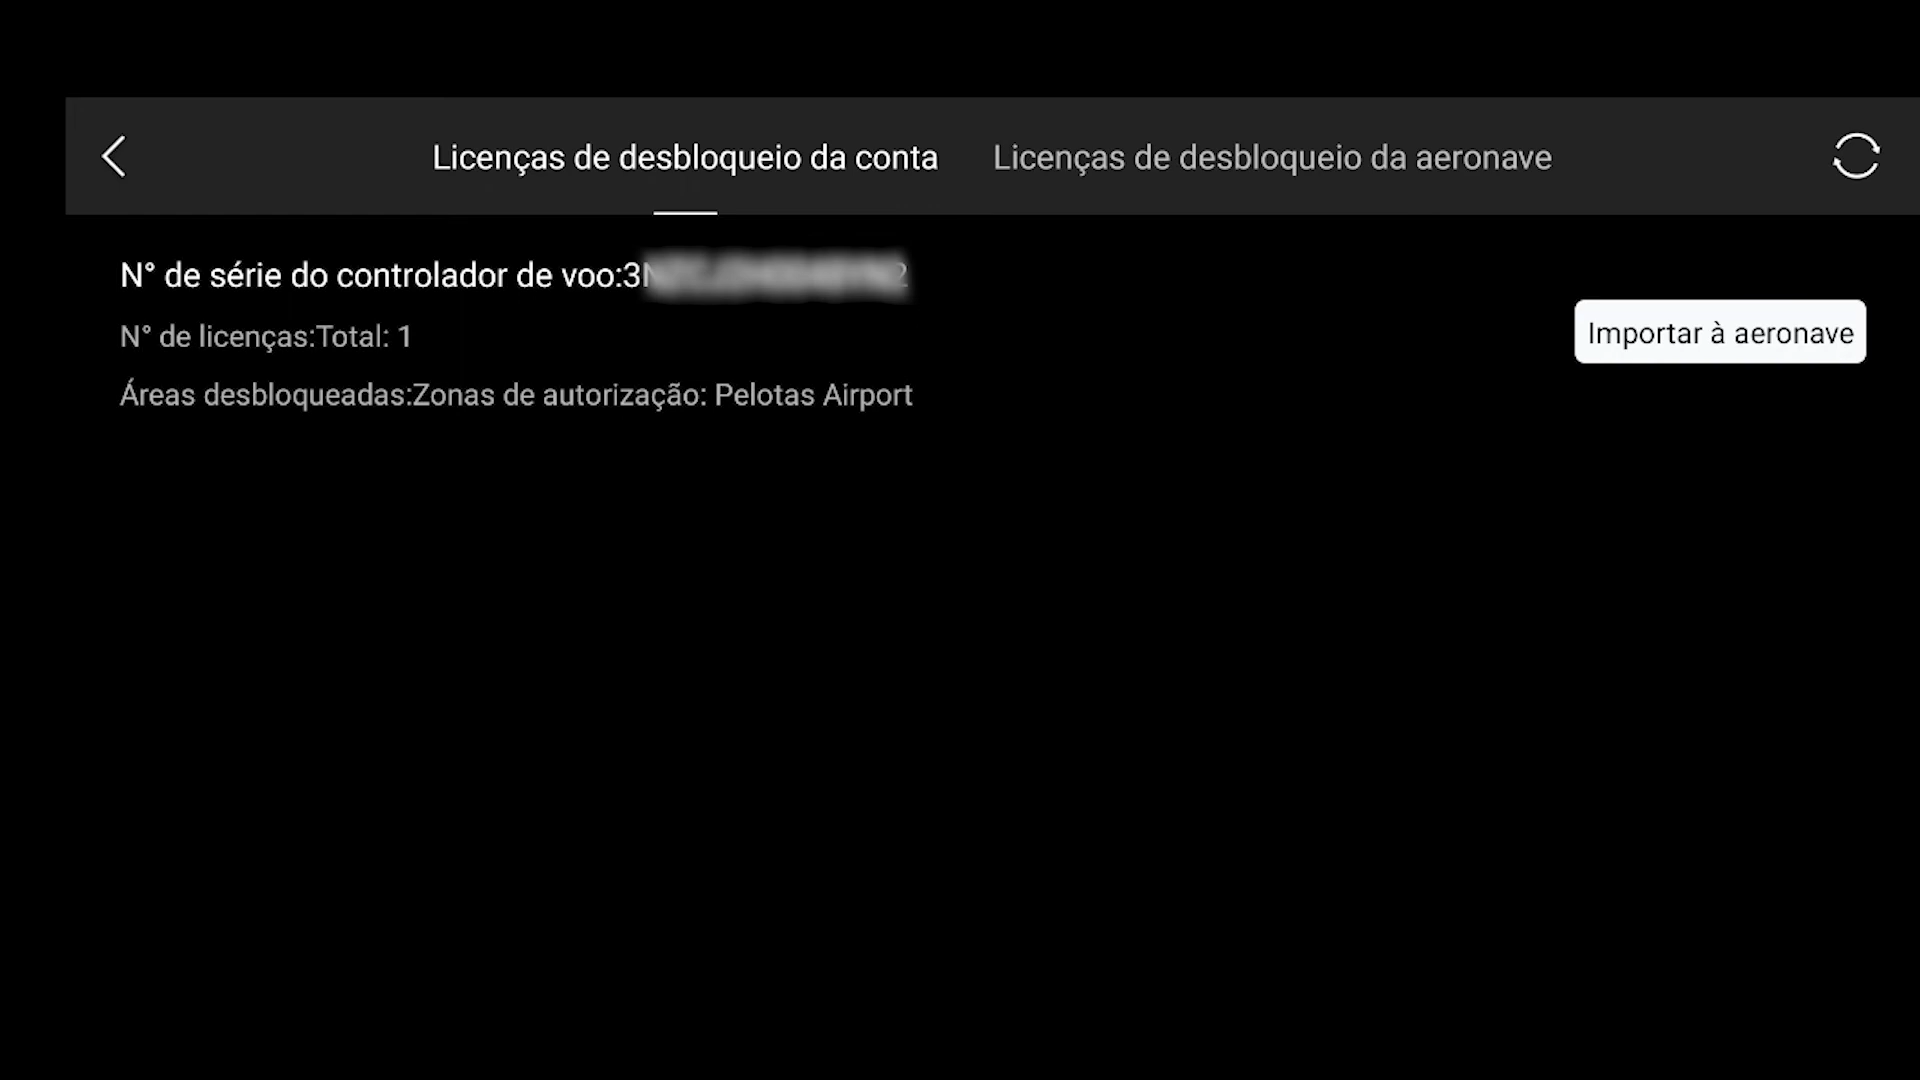 Licenças de desbloqueio da conta
Licenças de desbloqueio da aeronave
N° de série do controlador de voo:
N° de licenças:Total: 1
Importar à aeronave
Áreas desbloqueadas:Zonas de autorização: Pelotas Airport